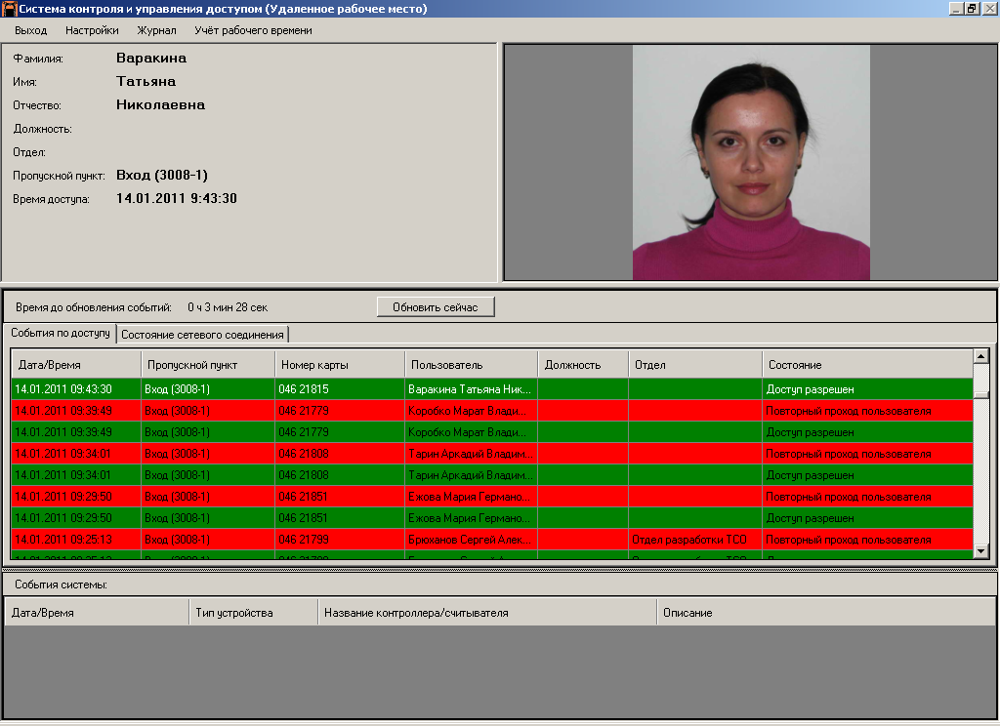 Система контроля и управления доступом (Удаленное рабочее место)
Выход Настройки Журнал Учёт рабочего времени
Фамилия: Варакина
Имя: Татьяна
Отчество: Николаевна
Должность:
Отдел:
Пропускной пункт: Вход (3008-1)
Время доступа: 14.01.2011 9:43:30
Время до обновления событий: 0 ч 3 мин 28 сек Обновить сейчас
События по доступу Состояние сетевого соединения
Дата/Время Пропускной пункт Номер карты Пользователь Должность Отдел Состояние
14.01.2011 09:43:30 Вход (3008-1) 046 21815 Варакина Татьяна Ник... Доступ разрешен
14.01.2011 09:39:49 Вход (3008-1) 046 21779 Коробко Марат Влади... Повторный проход пользователя
14.01.2011 09:39:49 Вход (3008-1) 046 21779 Коробко Марат Влади... Доступ разрешен
14.01.2011 09:34:01 Вход (3008-1) 046 21808 Тарин Аркадий Владим... Повторный проход пользователя
14.01.2011 09:34:01 Вход (3008-1) 046 21808 Тарин Аркадий Владим... Доступ разрешен
14.01.2011 09:29:50 Вход (3008-1) 046 21851 Ежова Мария Германо... Повторный проход пользователя
14.01.2011 09:29:50 Вход (3008-1) 046 21851 Ежова Мария Германо... Доступ разрешен
14.01.2011 09:25:13 Вход (3008-1) 046 21799 Брюханов Сергей Алек... Отдел разработки ТСО Повторный проход пользователя
События системы:
Дата/Время Тип устройства Название контроллера/считывателя Описание